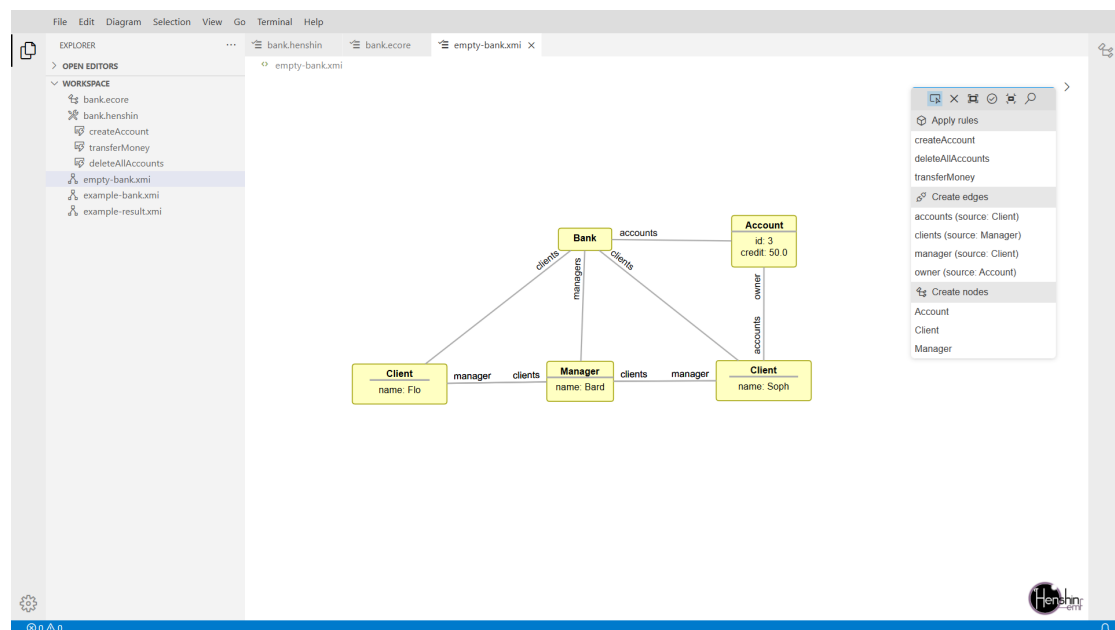 File Edit Diagram Selection View Go Terminal Help
EXPLORER ...
bank.henshin bank.ecore empty-bank.xmi
OPEN EDITORS
empty-bank.xmi
WORKSPACE
bank.ecore
bank.henshin
createAccount
transferMoney
deleteAllAccounts
empty-bank.xmi
example-bank.xmi
example-result.xmi
Bank
accounts
Account
id: 3
credit: 50.0
clients
managers
clients
owner
accounts
Client
name: Flo
manager
clients
Manager
name: Bard
clients
manager
Client
name: Soph
Apply rules
createAccount
deleteAllAccounts
transferMoney
Create edges
accounts (source: Client)
clients (source: Manager)
manager (source: Client)
owner (source: Account)
Create nodes
Account
Client
Manager
Henshin
emf
0 0